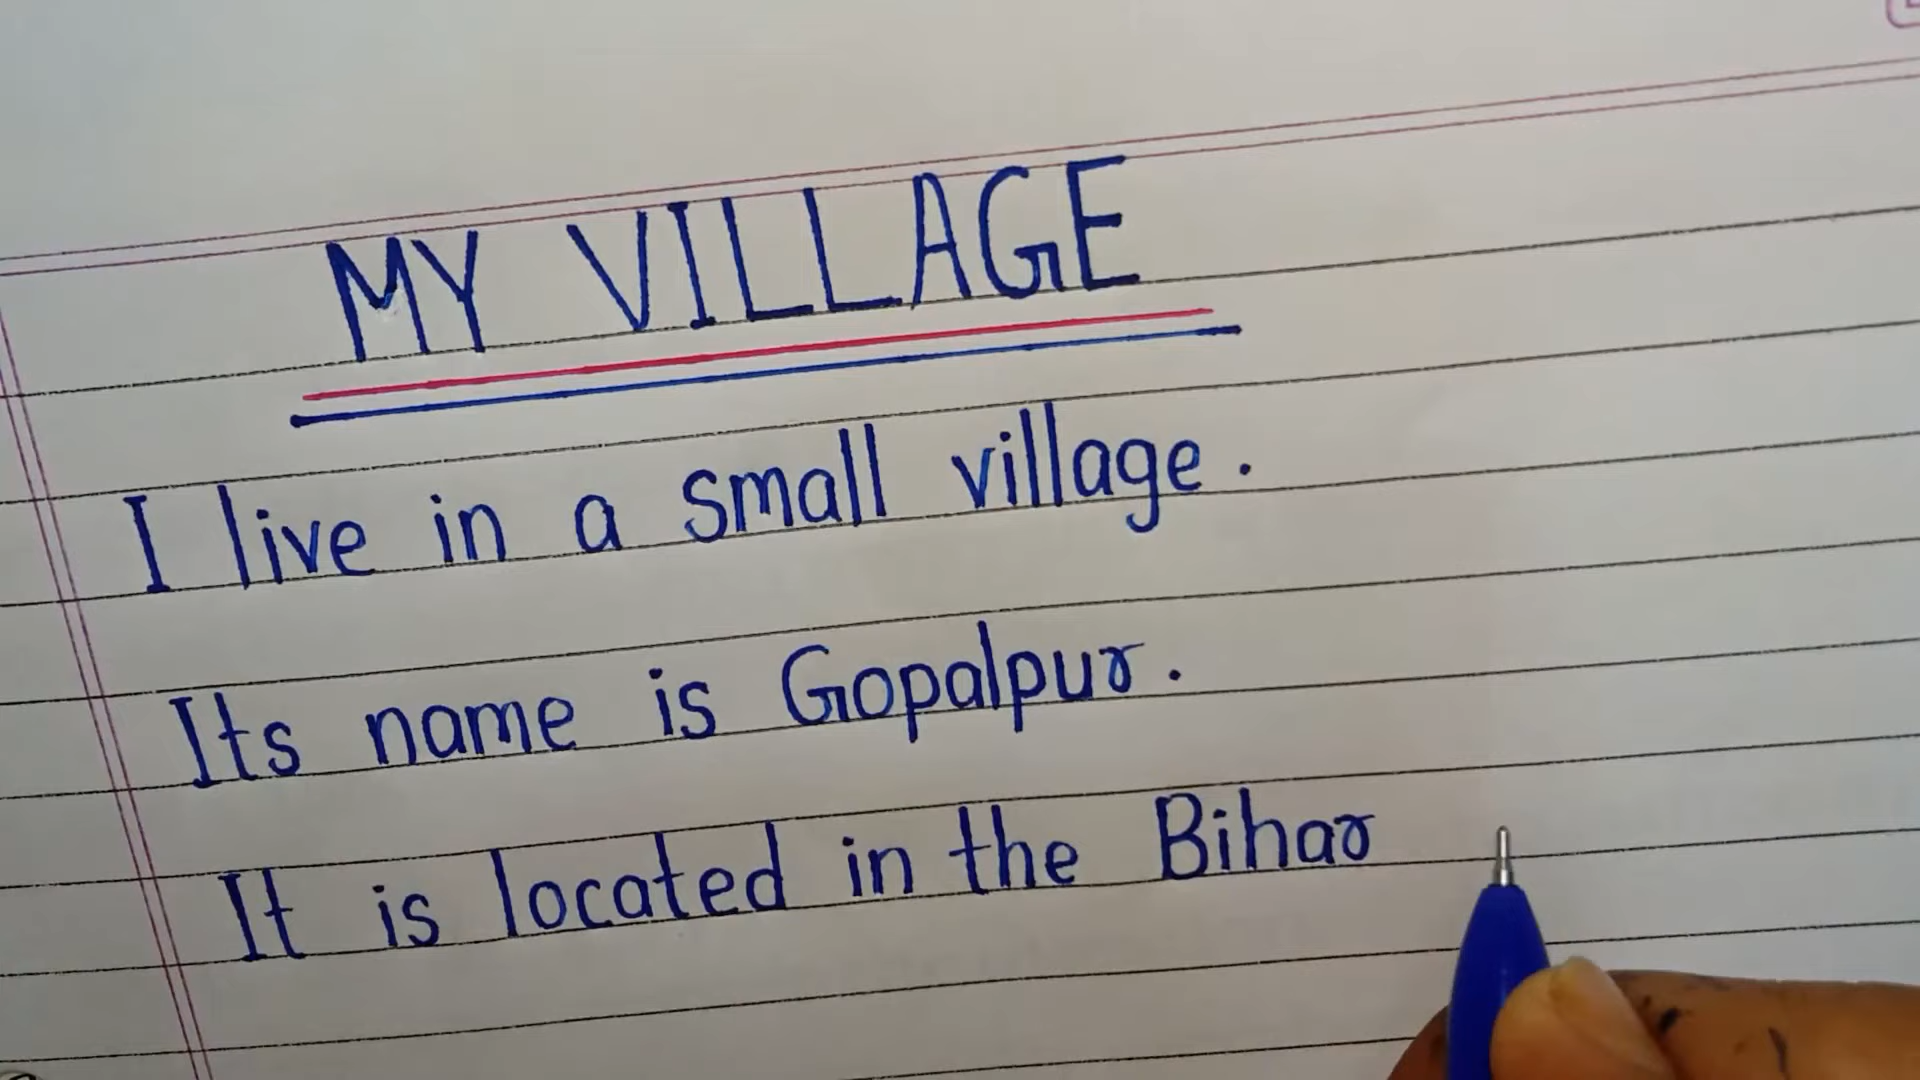 MY VILLAGE
I live in a small village.
Its name is Gopalpur.
It is located in the Bihar